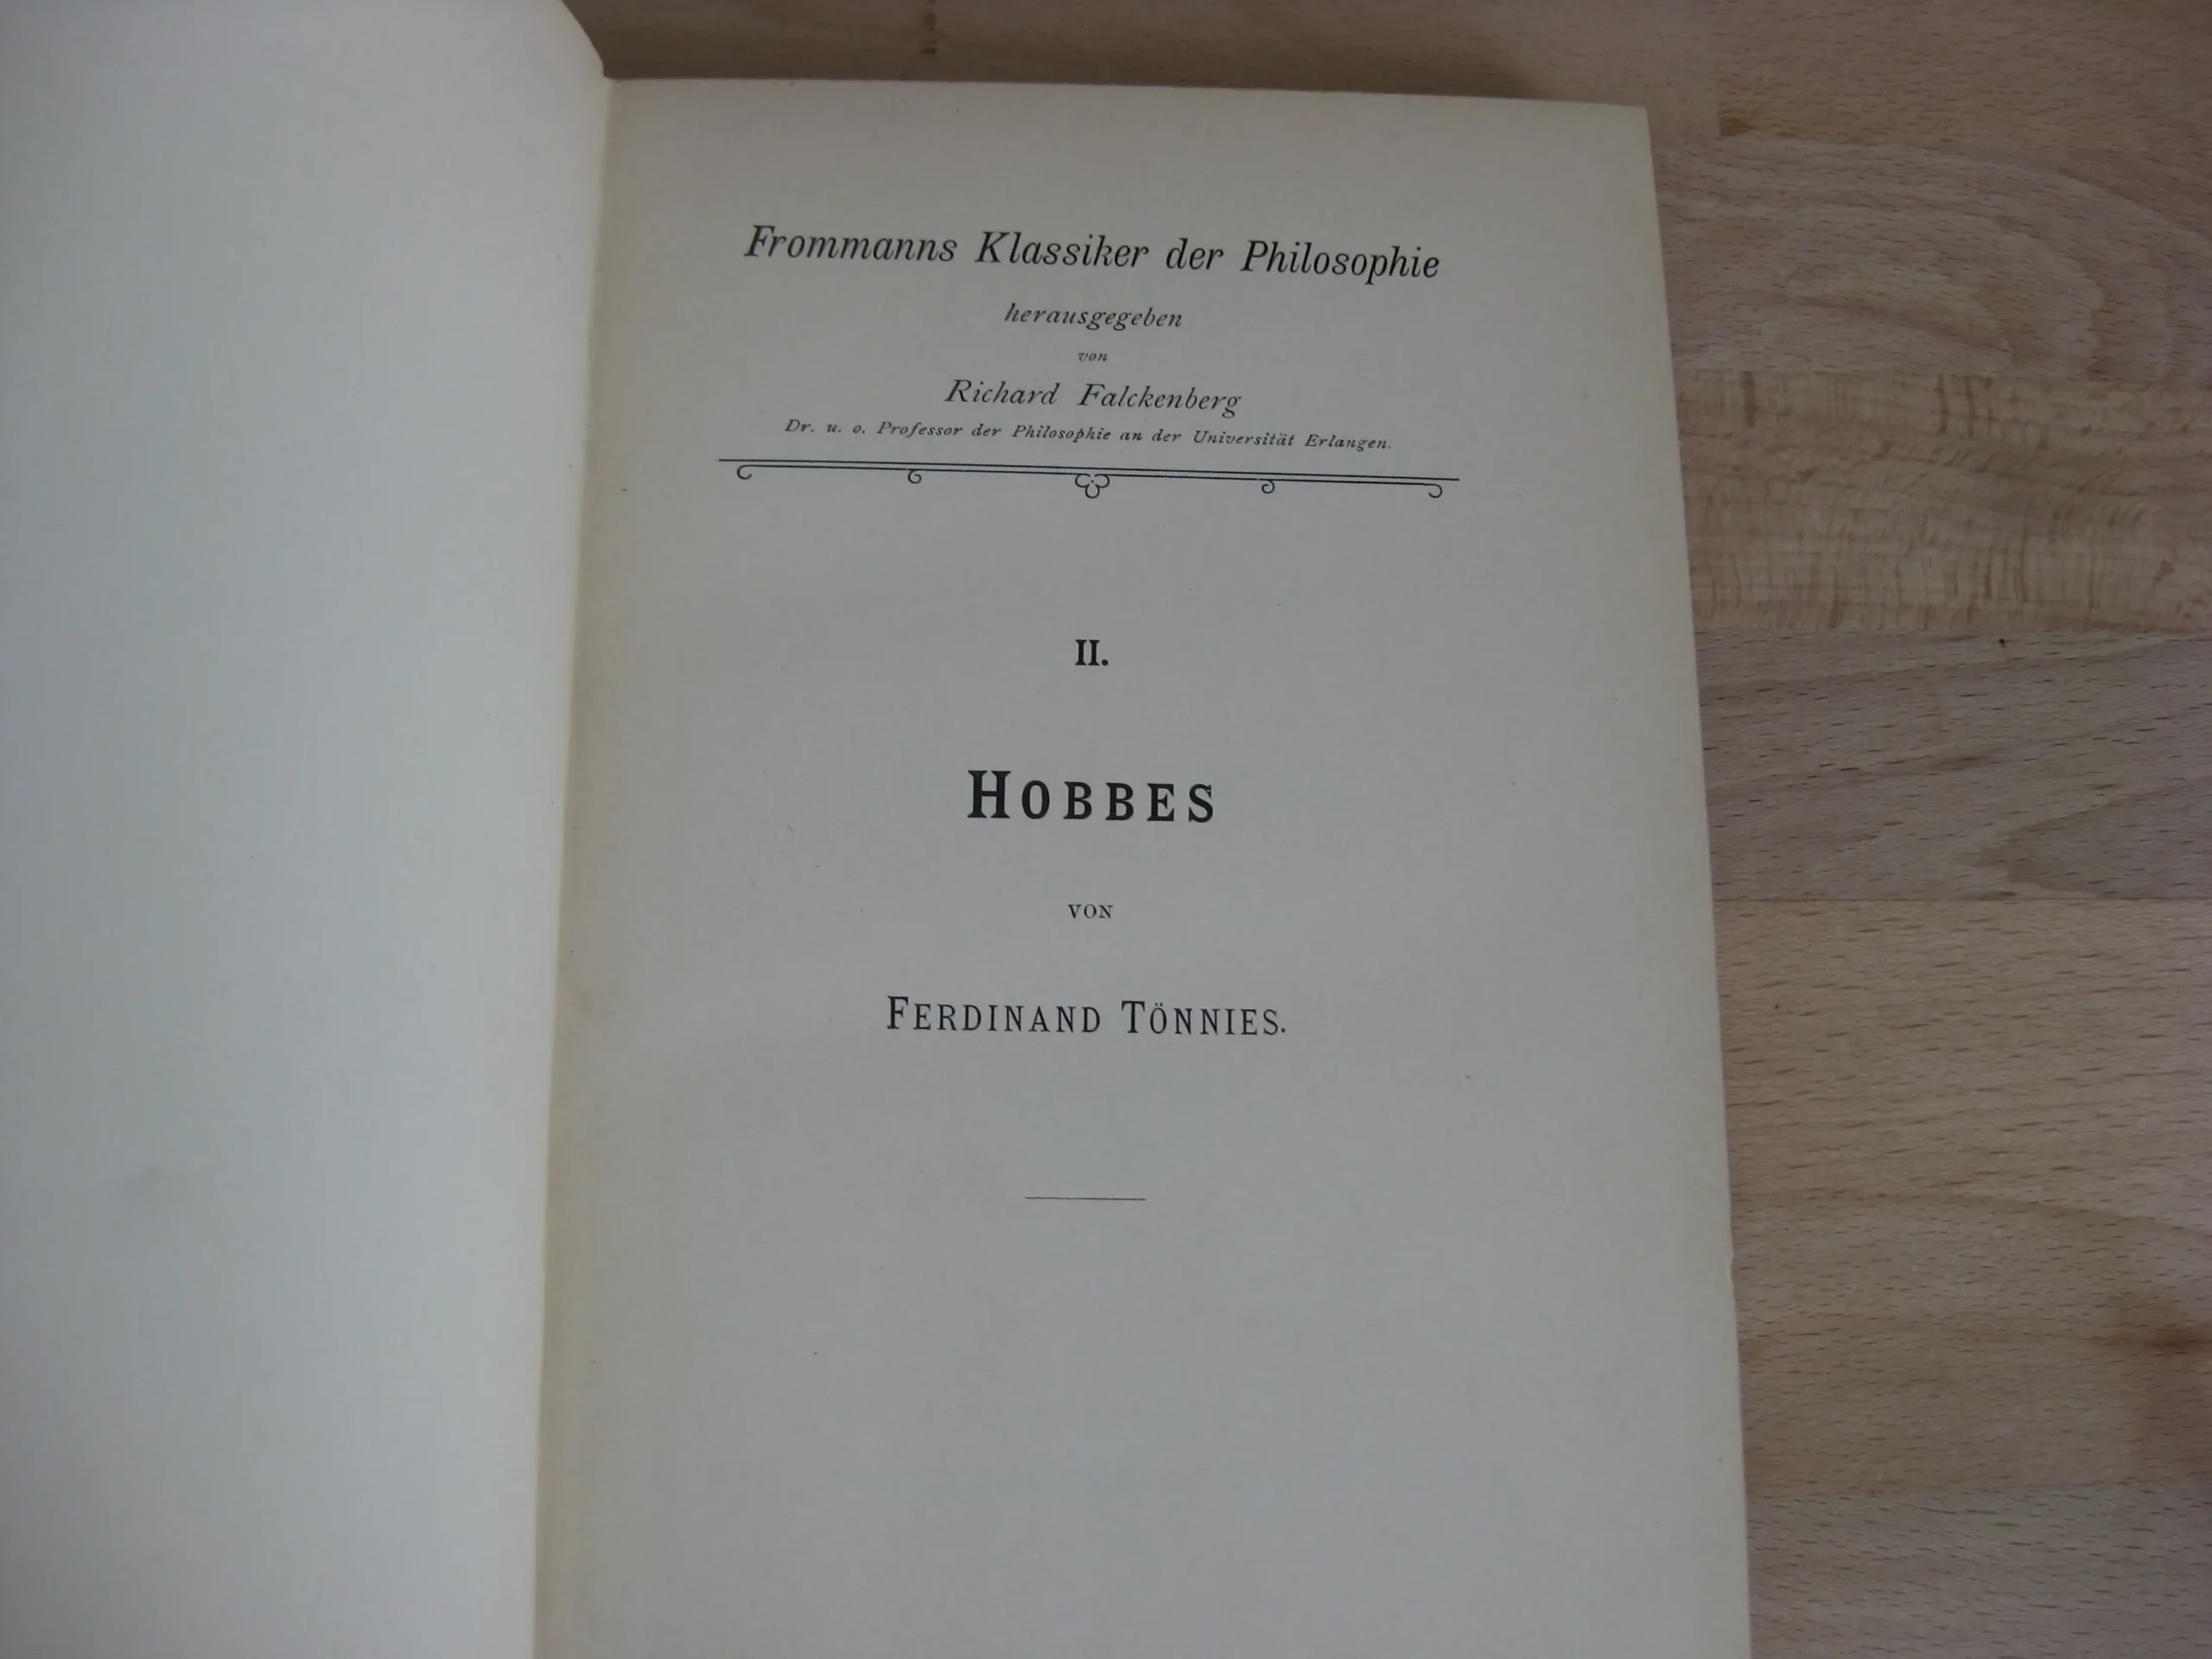 Frommanns Klassiker der Philosophie
herausgegeben
von
Richard Falckenberg
Dr. u. o. Professor der Philosophie an der Universität Erlangen.
II.
HOBBES
VON
FERDINAND TÖNNIES.